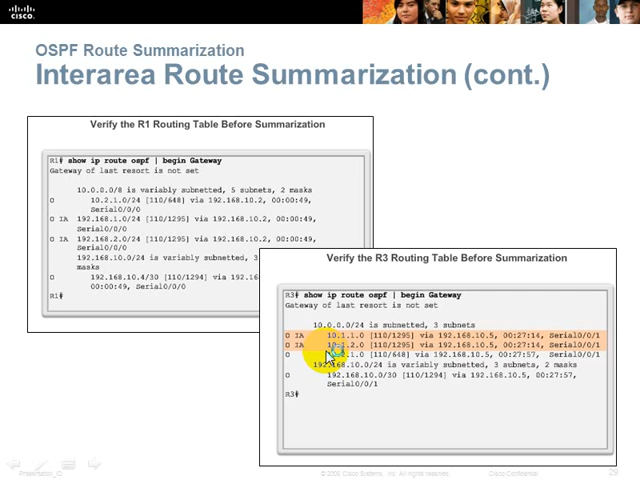 CISCO.
OSPF Route Summarization
Interarea Route Summarization (cont.)
Verify the R1 Routing Table Before Summarization
R1# show ip route ospf | begin Gateway
Gateway of last resort is not set
10.0.0.0/8 is variably subnetted, 5 subnets, 2 masks
O 10.2.1.0/24 [110/648] via 192.168.10.2, 00:00:49,
Serial0/0/0
O IA 192.168.1.0/24 [110/1295] via 192.168.10.2, 00:00:49,
Serial0/0/0
O IA 192.168.2.0/24 [110/1295] via 192.168.10.2, 00:00:49,
Serial0/0/0
192.168.10.0/24 is variably subnetted, 3
masks
O 192.168.10.4/30 [110/1294] via 192.16
00:00:49, Serial0/0/0
R1#
Verify the R3 Routing Table Before Summarization
R3# show ip route ospf | begin Gateway
Gateway of last resort is not set
10.0.0.0/24 is subnetted, 3 subnets
O IA 10.1.1.0 [110/1295] via 192.168.10.5, 00:27:14, Serial0/0/1
O IA 10.1.2.0 [110/1295] via 192.168.10.5, 00:27:14, Serial0/0/1
O .1.0 [110/648] via 192.168.10.5, 00:27:57, Serial0/0/1
192.168.10.0/24 is variably subnetted, 3 subnets, 2 masks
O 192.168.10.0/30 [110/1294] via 192.168.10.5, 00:27:57,
Serial0/0/1
R3#
Presentation_ID
© 2008 Cisco Systems, Inc. All rights reserved.
Cisco Confidential
29